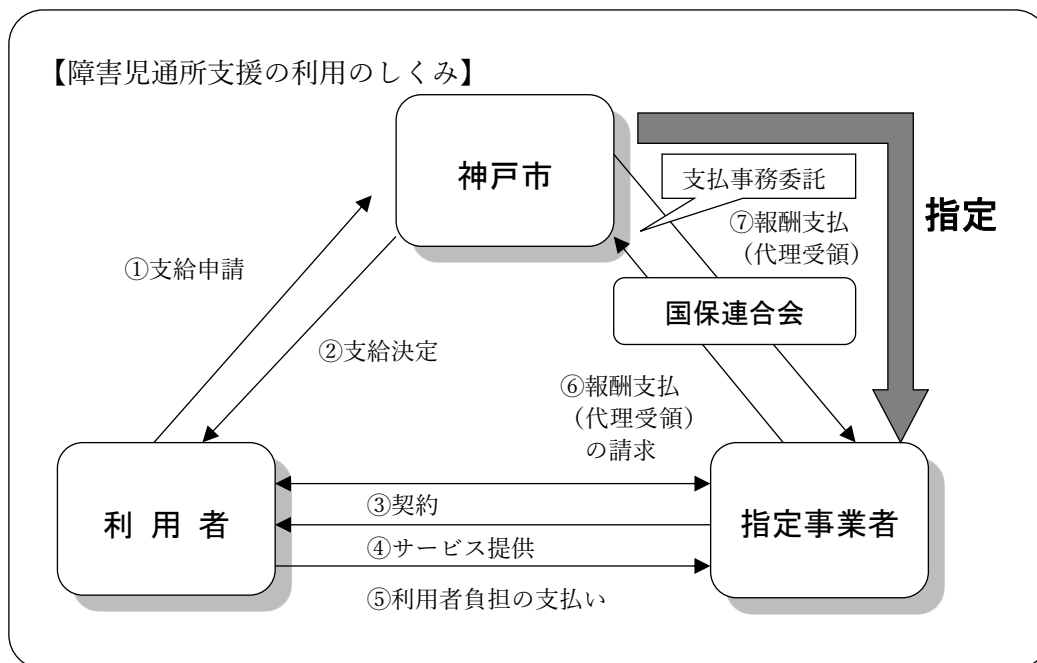 【障害児通所支援の利用のしくみ】
神戸市
支払事務委託
指定
⑦報酬支払
（代理受領）
①支給申請
国保連合会
②支給決定
⑥報酬支払
（代理受領）
の請求
利 用 者
③契約
指定事業者
④サービス提供
⑤利用者負担の支払い